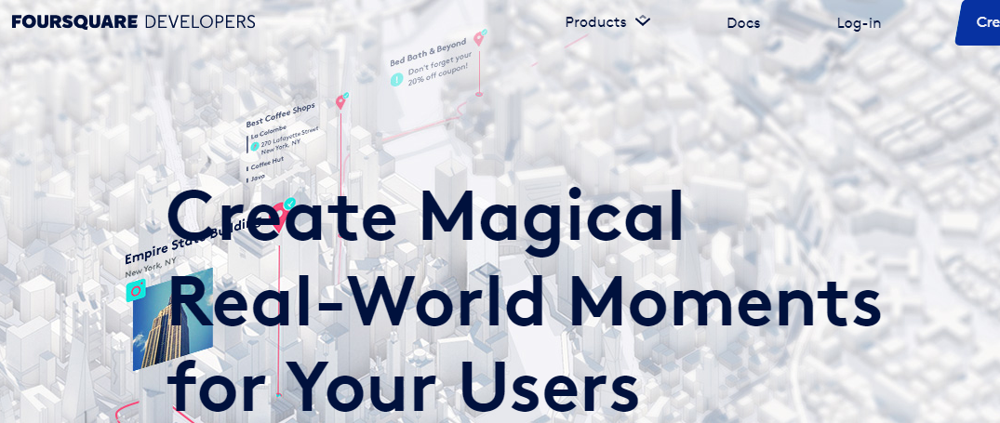 FOURSQUARE DEVELOPERS
Products
Docs
Log-in
Cre
Bed Bath & Beyond
Don't forget your
20% off coupon!
Best Coffee Shops
La Colombe
270 Lafayette Street
New York, NY
Coffee Hut
Java
Empire State Building
New York, NY
Create Magical
Real-World Moments
for Your Users